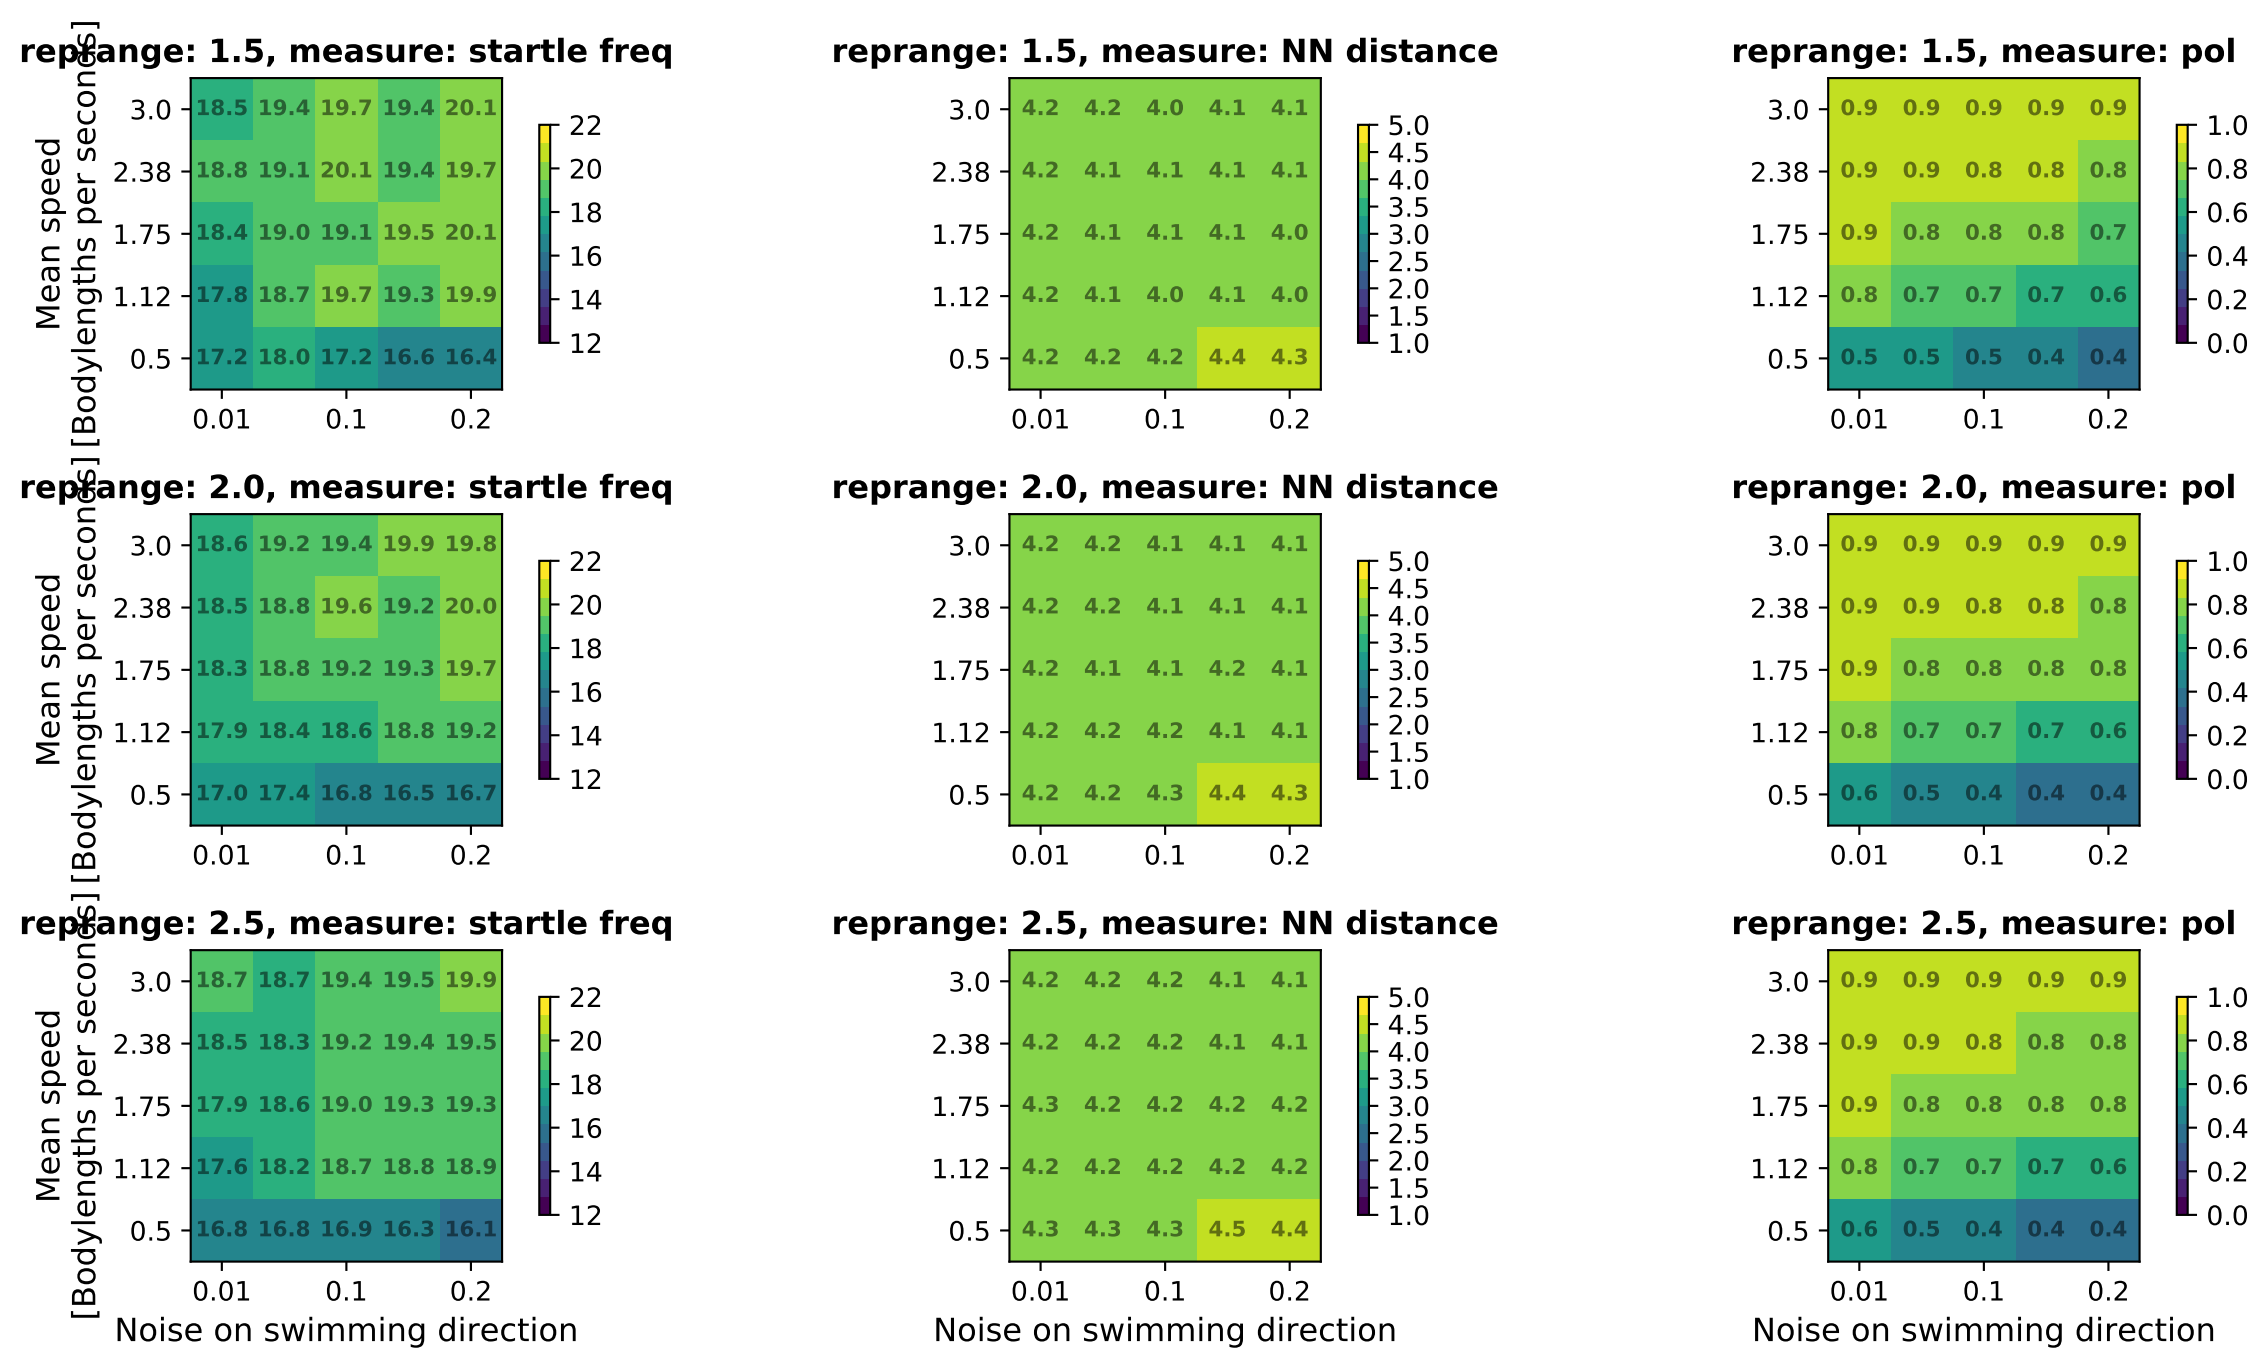 reprange: 1.5, measure: startle freq
Mean speed
[Bodylengths per seconds]
3.0 18.5 19.4 19.7 19.4 20.1
2.38 18.8 19.1 20.1 19.4 19.7
1.75 18.4 19.0 19.1 19.5 20.1
1.12 17.8 18.7 19.7 19.3 19.9
0.5 17.2 18.0 17.2 16.6 16.4
0.01 0.1 0.2
22
20
18
16
14
12
reprange: 1.5, measure: NN distance
3.0 4.2 4.2 4.0 4.1 4.1
2.38 4.2 4.1 4.1 4.1 4.1
1.75 4.2 4.1 4.1 4.1 4.0
1.12 4.2 4.1 4.0 4.1 4.0
0.5 4.2 4.2 4.2 4.4 4.3
0.01 0.1 0.2
5.0
4.5
4.0
3.5
3.0
2.5
2.0
1.5
1.0
reprange: 1.5, measure: pol
3.0 0.9 0.9 0.9 0.9 0.9
2.38 0.9 0.9 0.8 0.8 0.8
1.75 0.9 0.8 0.8 0.8 0.7
1.12 0.8 0.7 0.7 0.7 0.6
0.5 0.5 0.5 0.5 0.4 0.4
0.01 0.1 0.2
1.0
0.8
0.6
0.4
0.2
0.0
reprange: 2.0, measure: startle freq
Mean speed
[Bodylengths per seconds]
3.0 18.6 19.2 19.4 19.9 19.8
2.38 18.5 18.8 19.6 19.2 20.0
1.75 18.3 18.8 19.2 19.3 19.7
1.12 17.9 18.4 18.6 18.8 19.2
0.5 17.0 17.4 16.8 16.5 16.7
0.01 0.1 0.2
22
20
18
16
14
12
reprange: 2.0, measure: NN distance
3.0 4.2 4.2 4.1 4.1 4.1
2.38 4.2 4.2 4.1 4.1 4.1
1.75 4.2 4.1 4.1 4.2 4.1
1.12 4.2 4.2 4.2 4.1 4.1
0.5 4.2 4.2 4.3 4.4 4.3
0.01 0.1 0.2
5.0
4.5
4.0
3.5
3.0
2.5
2.0
1.5
1.0
reprange: 2.0, measure: pol
3.0 0.9 0.9 0.9 0.9 0.9
2.38 0.9 0.9 0.8 0.8 0.8
1.75 0.9 0.8 0.8 0.8 0.8
1.12 0.8 0.7 0.7 0.7 0.6
0.5 0.6 0.5 0.4 0.4 0.4
0.01 0.1 0.2
1.0
0.8
0.6
0.4
0.2
0.0
reprange: 2.5, measure: startle freq
Mean speed
[Bodylengths per seconds]
3.0 18.7 18.7 19.4 19.5 19.9
2.38 18.5 18.3 19.2 19.4 19.5
1.75 17.9 18.6 19.0 19.3 19.3
1.12 17.6 18.2 18.7 18.8 18.9
0.5 16.8 16.8 16.9 16.3 16.1
0.01 0.1 0.2
Noise on swimming direction
22
20
18
16
14
12
reprange: 2.5, measure: NN distance
3.0 4.2 4.2 4.2 4.1 4.1
2.38 4.2 4.2 4.2 4.1 4.1
1.75 4.3 4.2 4.2 4.2 4.2
1.12 4.2 4.2 4.2 4.2 4.2
0.5 4.3 4.3 4.3 4.5 4.4
0.01 0.1 0.2
Noise on swimming direction
5.0
4.5
4.0
3.5
3.0
2.5
2.0
1.5
1.0
reprange: 2.5, measure: pol
3.0 0.9 0.9 0.9 0.9 0.9
2.38 0.9 0.9 0.8 0.8 0.8
1.75 0.9 0.8 0.8 0.8 0.8
1.12 0.8 0.7 0.7 0.7 0.6
0.5 0.6 0.5 0.4 0.4 0.4
0.01 0.1 0.2
Noise on swimming direction
1.0
0.8
0.6
0.4
0.2
0.0